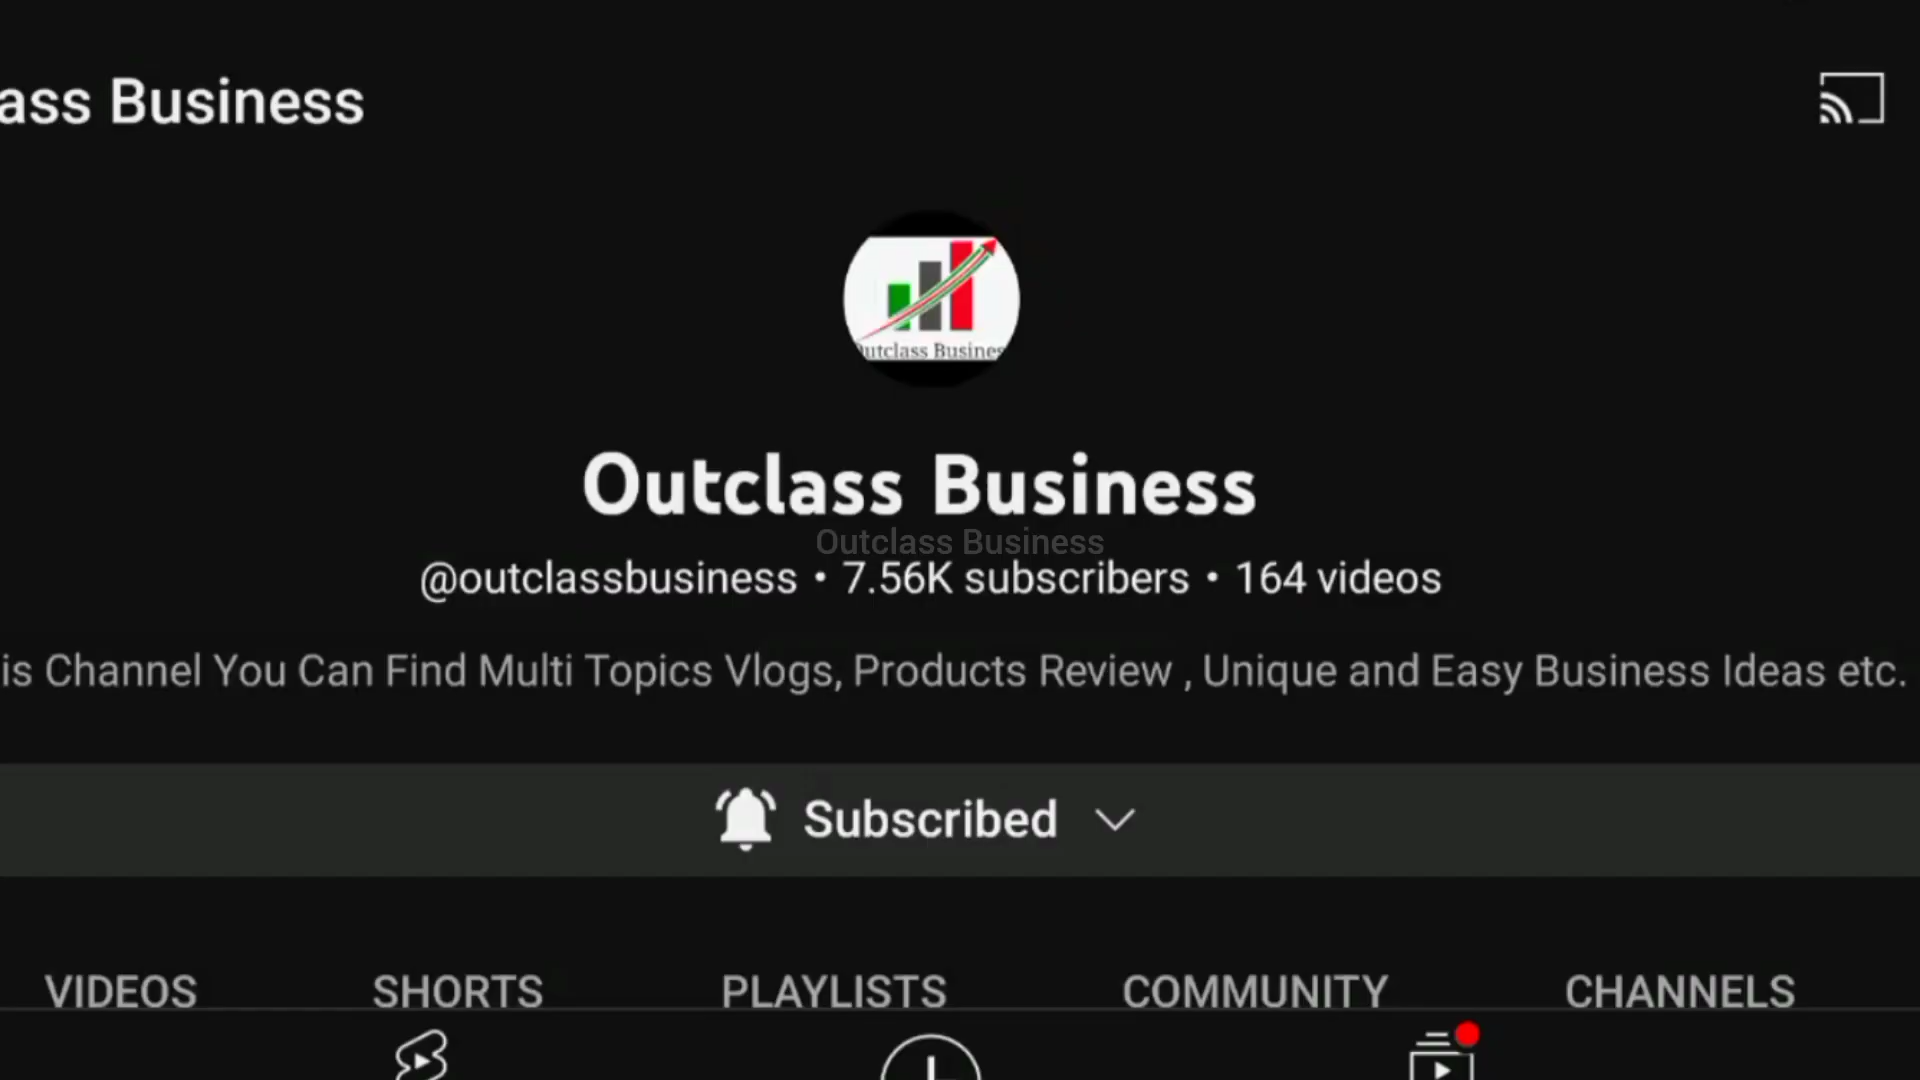 ass Business
utclass Busines
Outclass Business
Outclass Business
@outclassbusiness • 7.56K subscribers • 164 videos
is Channel You Can Find Multi Topics Vlogs, Products Review , Unique and Easy Business Ideas etc.
Subscribed
VIDEOS SHORTS PLAYLISTS COMMUNITY CHANNELS